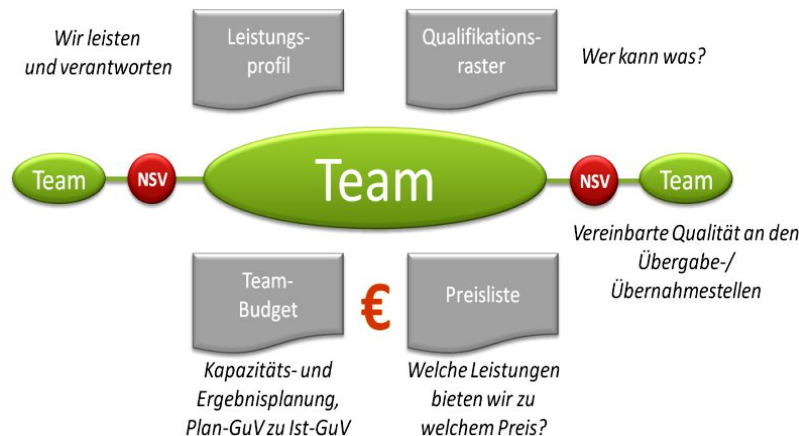 Wir leisten
und verantworten
Leistungs-
profil
Qualifikations-
raster
Wer kann was?
Team
NSV
Team
NSV
Team
Vereinbarte Qualität an den
Übergabe-/
Übernahmestellen
Team-
Budget
€
Preisliste
Kapazitäts- und
Ergebnisplanung,
Plan-GuV zu Ist-GuV
Welche Leistungen
bieten wir zu
welchem Preis?